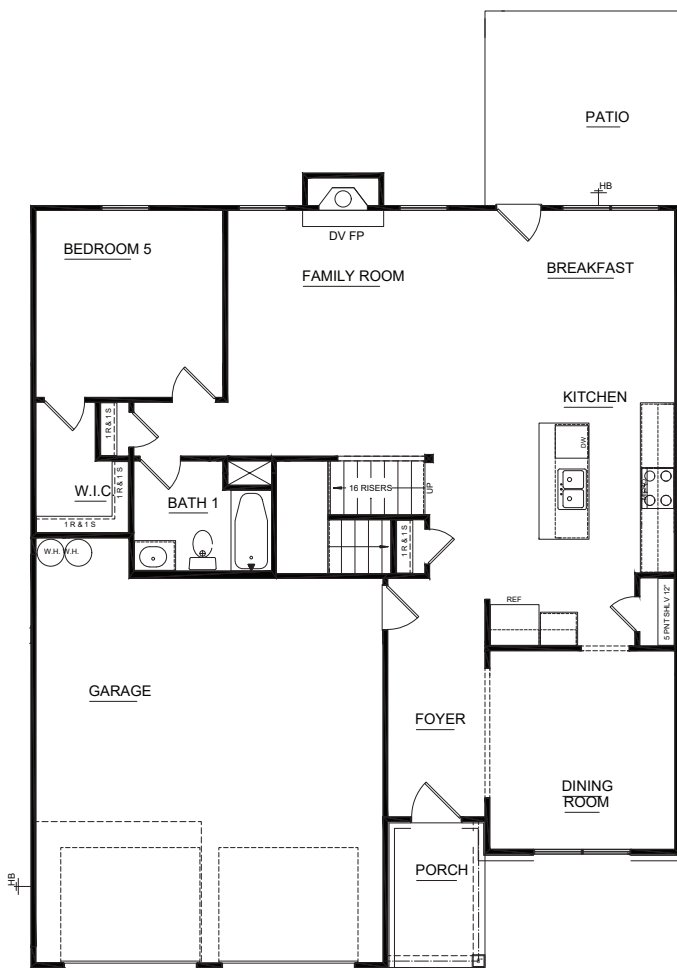 PATIO
HB
BEDROOM 5
DV FP
FAMILY ROOM
BREAKFAST
KITCHEN
1 R & 1 S
DW
W.I.C
1 R & 1 S
BATH 1
16 RISERS
UP
1 R & 1 S
1 R & 1 S
W.H.
W.H.
REF
5 PNT SHLV 12"
GARAGE
FOYER
DINING
ROOM
PORCH
HB